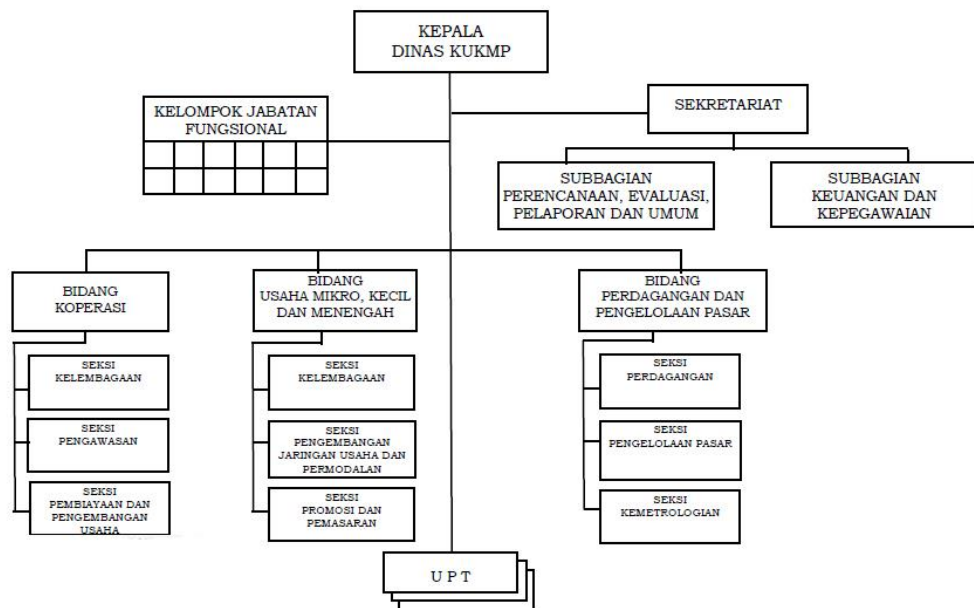 KEPALA
DINAS KUKMP
SEKRETARIAT
KELOMPOK JABATAN
FUNGSIONAL
SUBBAGIAN
PERENCANAAN, EVALUASI,
PELAPORAN DAN UMUM
SUBBAGIAN
KEUANGAN DAN
KEPEGAWAIAN
BIDANG
KOPERASI
SEKSI
KELEMBAGAAN
SEKSI
PENGAWASAN
SEKSI
PEMBIAYAAN DAN
PENGEMBANGAN
USAHA
BIDANG
USAHA MIKRO, KECIL
DAN MENENGAH
SEKSI
KELEMBAGAAN
SEKSI
PENGEMBANGAN
JARINGAN USAHA DAN
PERMODALAN
SEKSI
PROMOSI DAN
PEMASARAN
BIDANG
PERDAGANGAN DAN
PENGELOLAAN PASAR
SEKSI
PERDAGANGAN
SEKSI
PENGELOLAAN PASAR
SEKSI
KEMETROLOGIAN
U P T